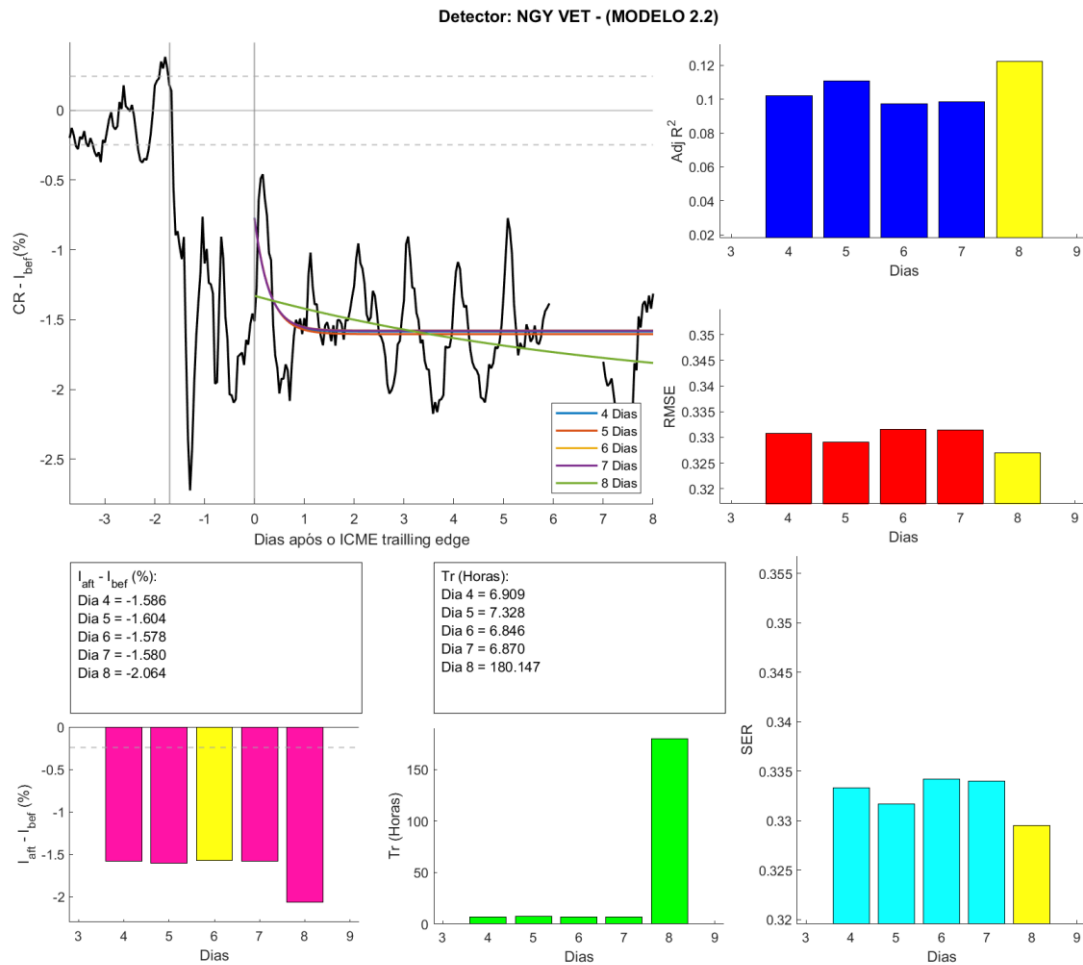 Detector: NGY VET - (MODELO 2.2)
0
-0.5
-1
-1.5
-2
-2.5
CR - I_bef(%)
-3 -2 -1 0 1 2 3 4 5 6 7 8
Dias após o ICME trailling edge
4 Dias
5 Dias
6 Dias
7 Dias
8 Dias
0.12
0.1
0.08
0.06
0.04
0.02
Adj R²
3 4 5 6 7 8 9
Dias
0.35
0.345
0.34
0.335
0.33
0.325
0.32
RMSE
3 4 5 6 7 8 9
Dias
I_aft - I_bef (%):
Dia 4 = -1.586
Dia 5 = -1.604
Dia 6 = -1.578
Dia 7 = -1.580
Dia 8 = -2.064
Tr (Horas):
Dia 4 = 6.909
Dia 5 = 7.328
Dia 6 = 6.846
Dia 7 = 6.870
Dia 8 = 180.147
0
-0.5
-1
-1.5
-2
I_aft - I_bef (%)
3 4 5 6 7 8 9
Dias
150
100
50
0
Tr (Horas)
3 4 5 6 7 8 9
Dias
0.355
0.35
0.345
0.34
0.335
0.33
0.325
0.32
SER
3 4 5 6 7 8 9
Dias